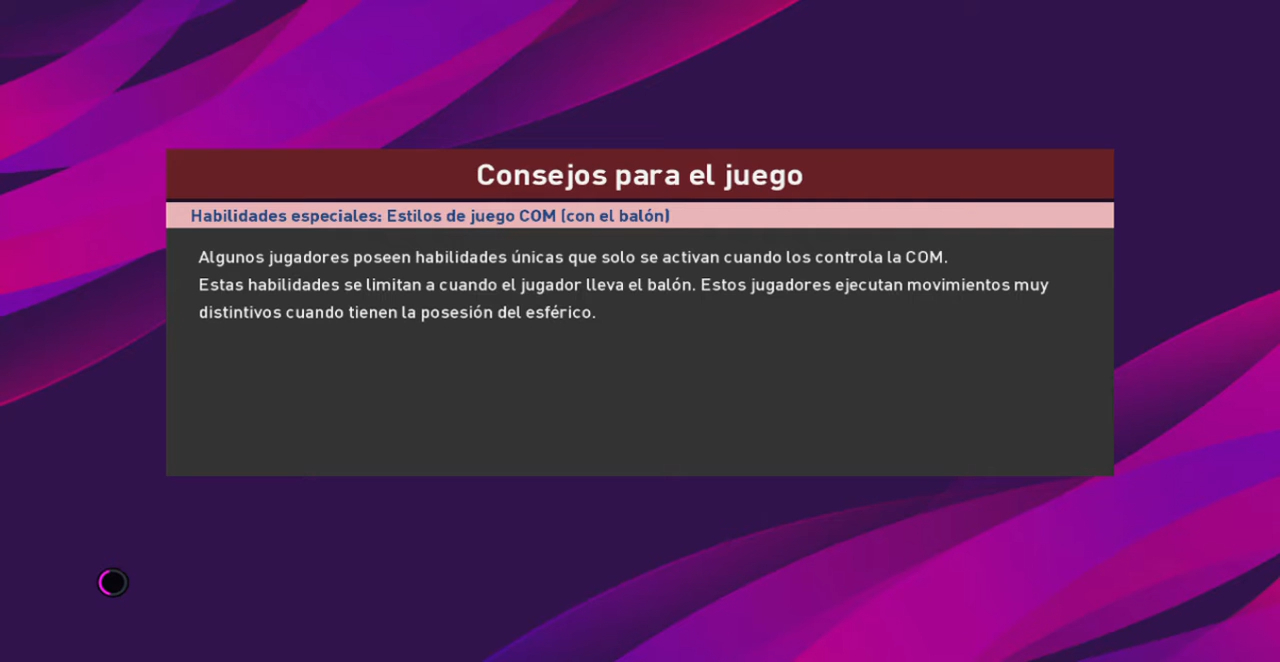 Consejos para el juego
Habilidades especiales: Estilos de juego COM (con el balón)
Algunos jugadores poseen habilidades únicas que solo se activan cuando los controla la COM.
Estas habilidades se limitan a cuando el jugador lleva el balón. Estos jugadores ejecutan movimientos muy
distintivos cuando tienen la posesión del esférico.